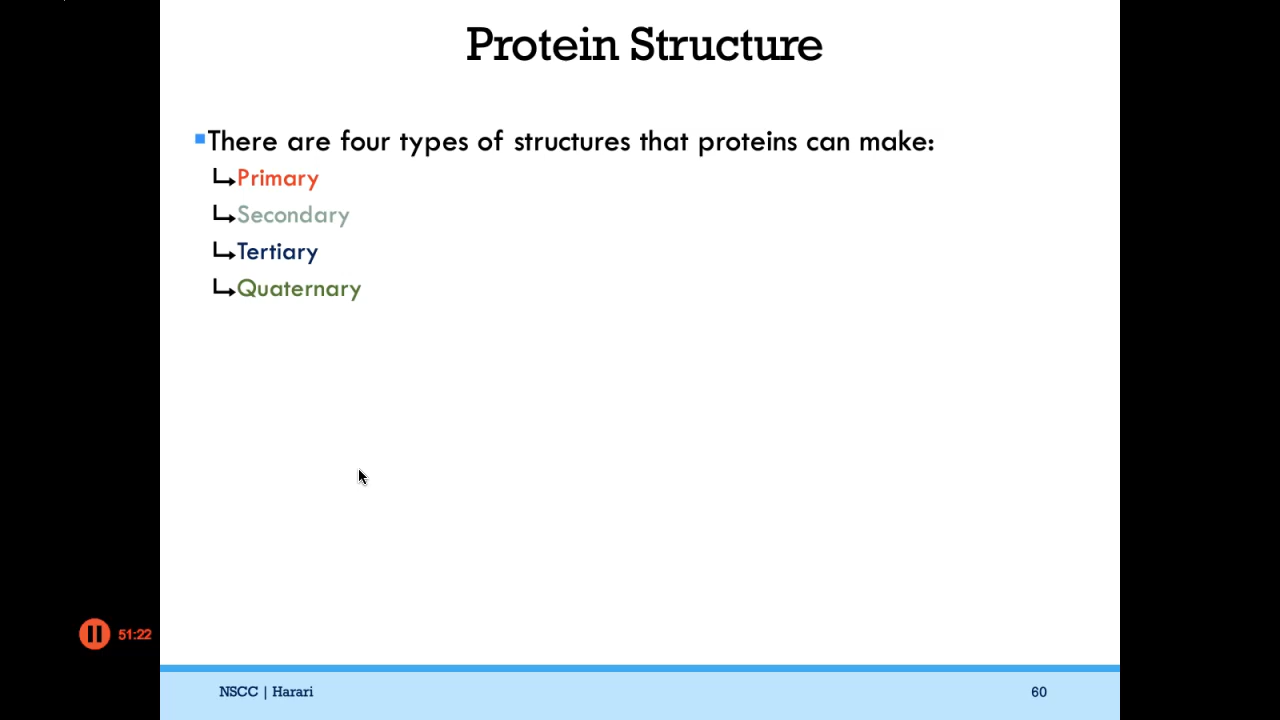 Protein Structure
There are four types of structures that proteins can make:
Primary
Secondary
Tertiary
Quaternary
51:22
NSCC | Harari
60